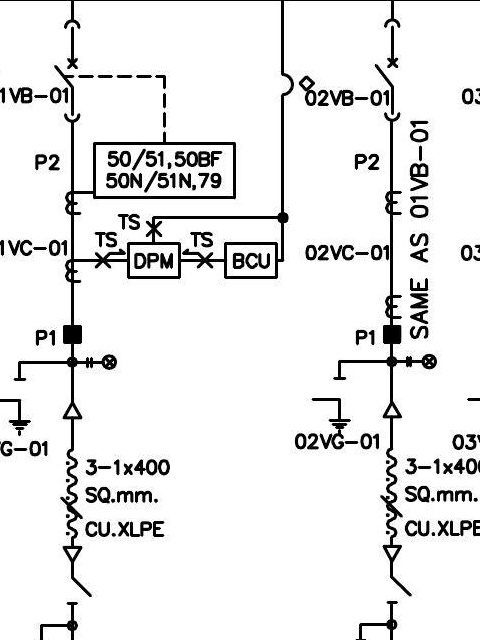 1VB-01
02VB-01
P2
50/51,50BF
50N/51N,79
P2
SAME AS 01VB-01
TS
1VC-01
TS
TS
DPM
BCU
02VC-01
03
03
P1
P1
G-01
02VG-01
3-1x400
SQ.mm.
CU.XLPE
3-1x400
SQ.mm.
CU.XLPE